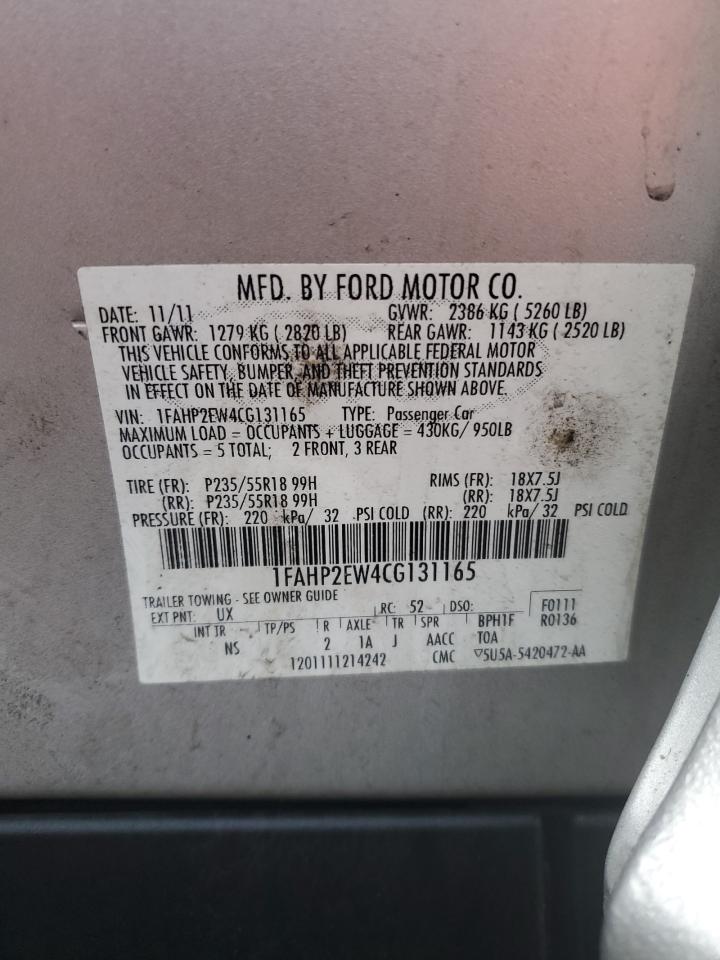 MFD. BY FORD MOTOR CO.
DATE: 11/11 GVWR: 2386 KG ( 5260 LB)
FRONT GAWR: 1279 KG ( 2820 LB) REAR GAWR: 1143 KG ( 2520 LB)
THIS VEHICLE CONFORMS TO ALL APPLICABLE FEDERAL MOTOR
VEHICLE SAFETY, BUMPER, AND THEFT PREVENTION STANDARDS
IN EFFECT ON THE DATE OF MANUFACTURE SHOWN ABOVE.
VIN: 1FAHP2EW4CG131165 TYPE: Passenger Car
MAXIMUM LOAD = OCCUPANTS + LUGGAGE = 430KG/ 950LB
OCCUPANTS = 5 TOTAL; 2 FRONT, 3 REAR
TIRE (FR): P235/55R18 99H RIMS (FR): 18X7.5J
(RR): P235/55R18 99H (RR): 18X7.5J
PRESSURE (FR): 220 kPa/ 32 PSI COLD (RR): 220 kPa/ 32 PSI COLD
1FAHP2EW4CG131165
TRAILER TOWING - SEE OWNER GUIDE
EXT PNT: UX RC: 52 DSO: F0111
INT TR TP/PS R AXLE TR SPR BPH1F R0136
NS 2 1A J AACC TOA
1201111214242 CMC ▽5U5A-5420472-AA